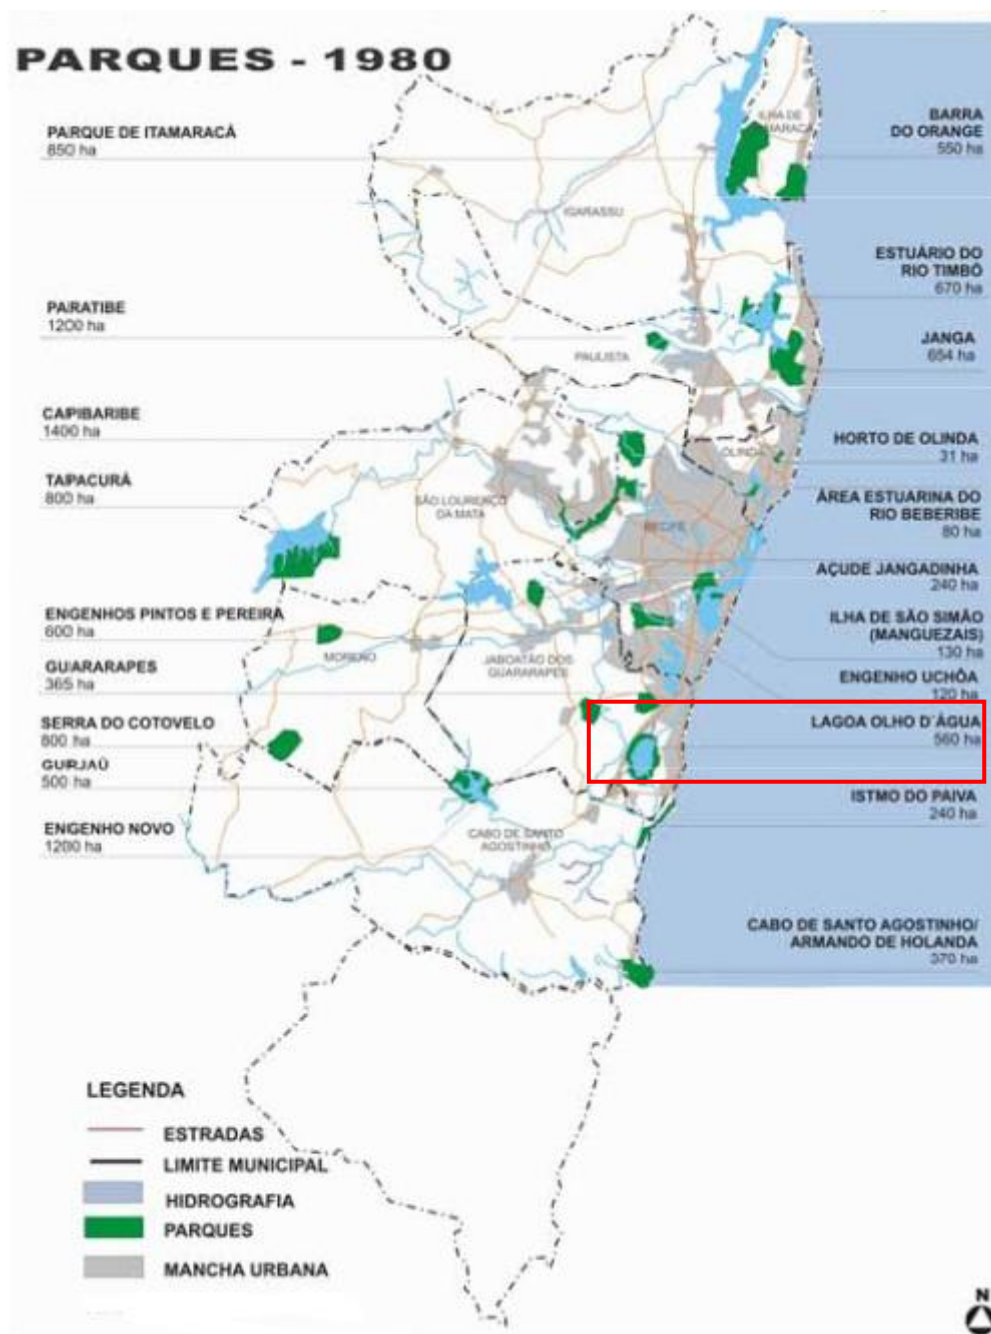 PARQUES - 1980
PARQUE DE ITAMARACÁ
850 ha
PARATIBE
1200 ha
CAPIBARIBE
1400 ha
TAPACURÁ
800 ha
ENGENHOS PINTOS E PEREIRA
600 ha
GUARARAPES
365 ha
SERRA DO COTOVELO
800 ha
GURJAÚ
500 ha
ENGENHO NOVO
1200 ha
BARRA
DO ORANGE
550 ha
ESTUÁRIO DO
RIO TIMBÓ
670 ha
JANGA
654 ha
HORTO DE OLINDA
31 ha
ÁREA ESTUARINA DO
RIO BEBERIBE
80 ha
AÇUDE JANGADINHA
240 ha
ILHA DE SÃO SIMÃO
(MANGUEZAIS)
130 ha
ENGENHO UCHÔA
120 ha
LAGOA OLHO D´ÁGUA
560 ha
ISTMO DO PAIVA
240 ha
CABO DE SANTO AGOSTINHO/
ARMANDO DE HOLANDA
370 ha
ILHA DE
IGARASSU
PAULISTA
OLINDA
SÃO LOURENÇO
DA MATA
RECIFE
MORENO
JABOATÃO DOS
GUARARAPES
CABO DE SANTO
AGOSTINHO
LEGENDA
ESTRADAS
LIMITE MUNICIPAL
HIDROGRAFIA
PARQUES
MANCHA URBANA
N